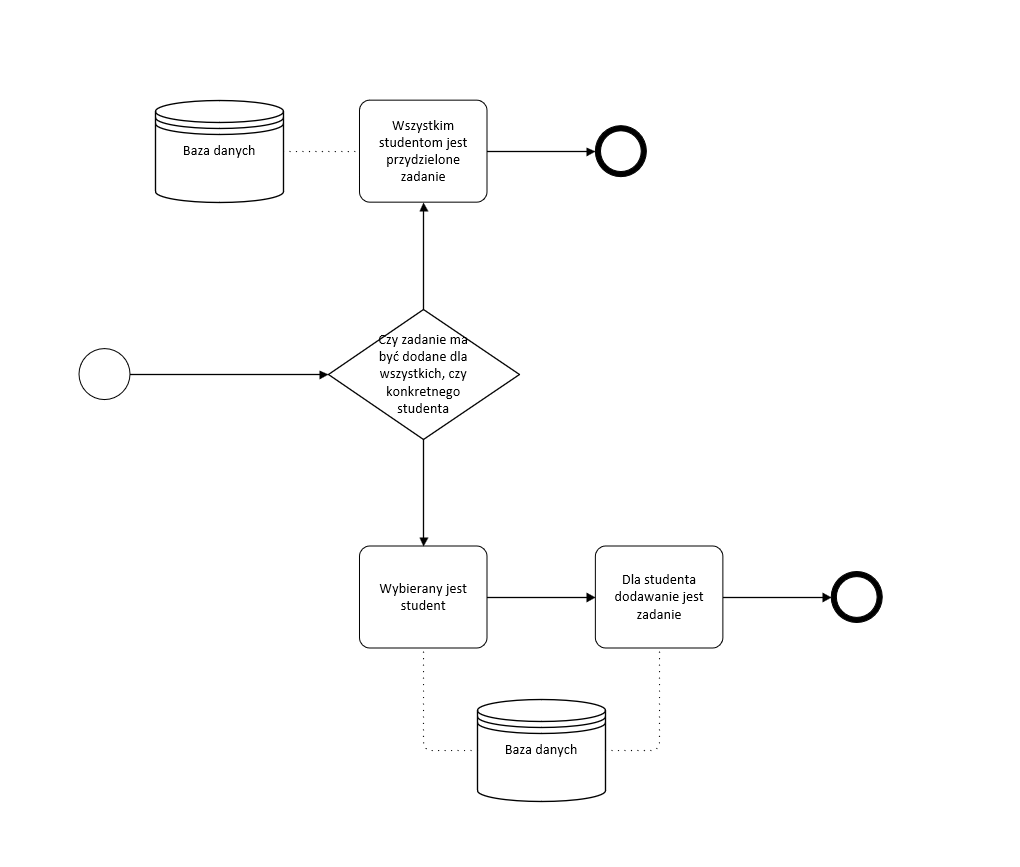 Baza danych
Wszystkim
studentom jest
przydzielone
zadanie
Czy zadanie ma
być dodane dla
wszystkich, czy
konkretnego
studenta
Wybierany jest
student
Dla studenta
dodawanie jest
zadanie
Baza danych